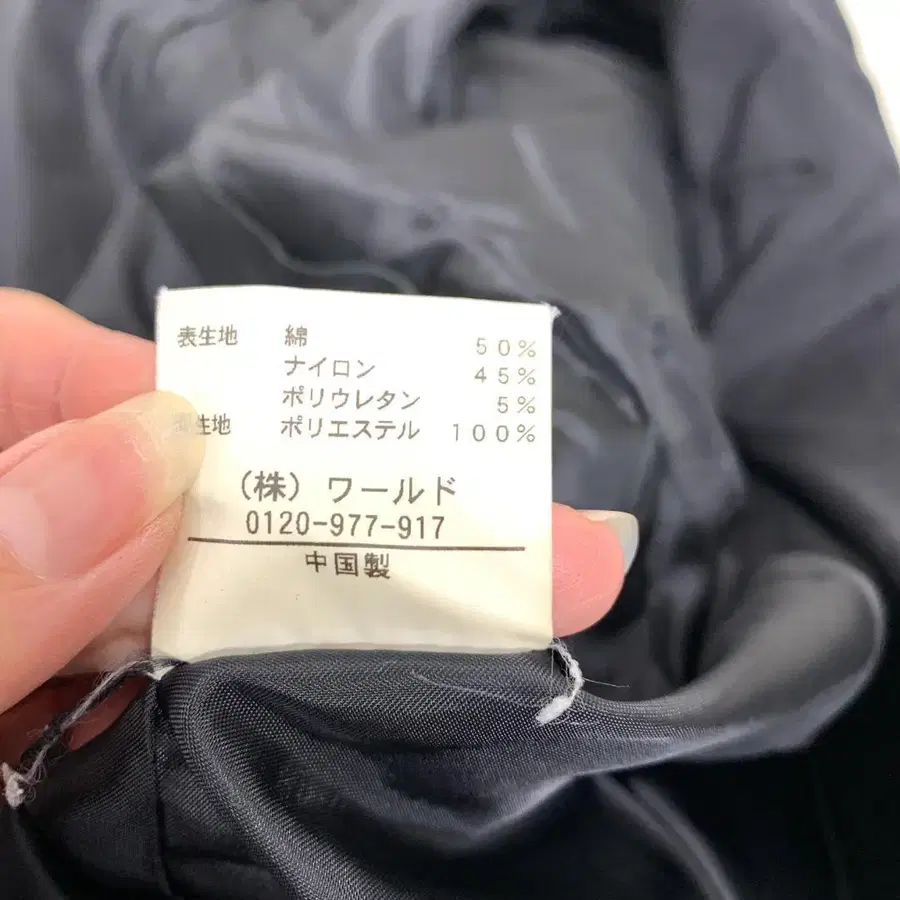 表生地 綿 50%
ナイロン 45%
ポリウレタン 5%
生地 ポリエステル 100%
(株) ワールド
0120-977-917
中国製